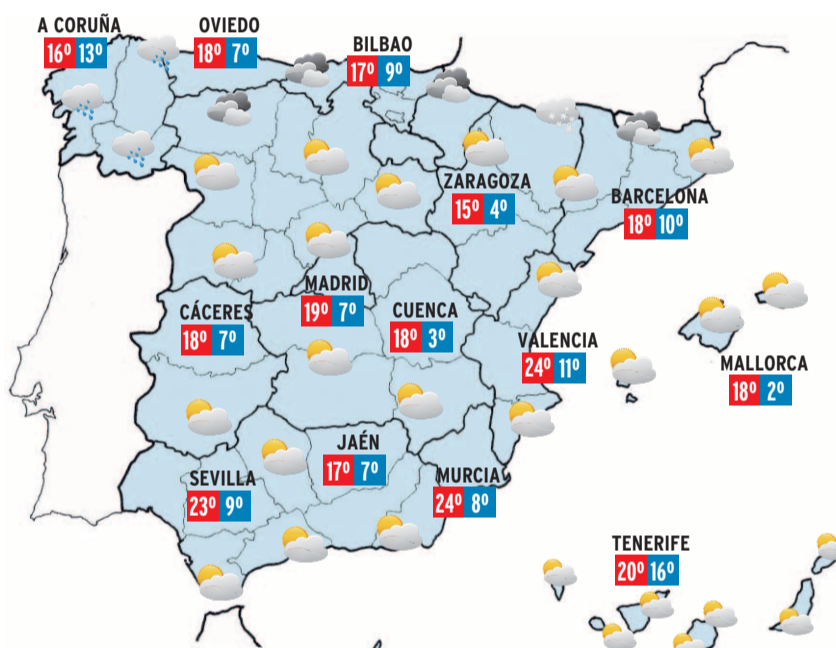 A CORUÑA
16º 13º
OVIEDO
18º 7º
BILBAO
17º 9º
ZARAGOZA
15º 4º
BARCELONA
18º 10º
MADRID
19º 7º
CÁCERES
18º 7º
CUENCA
18º 3º
VALENCIA
24º 11º
MALLORCA
18º 2º
JAÉN
17º 7º
SEVILLA
23º 9º
MURCIA
24º 8º
TENERIFE
20º 16º